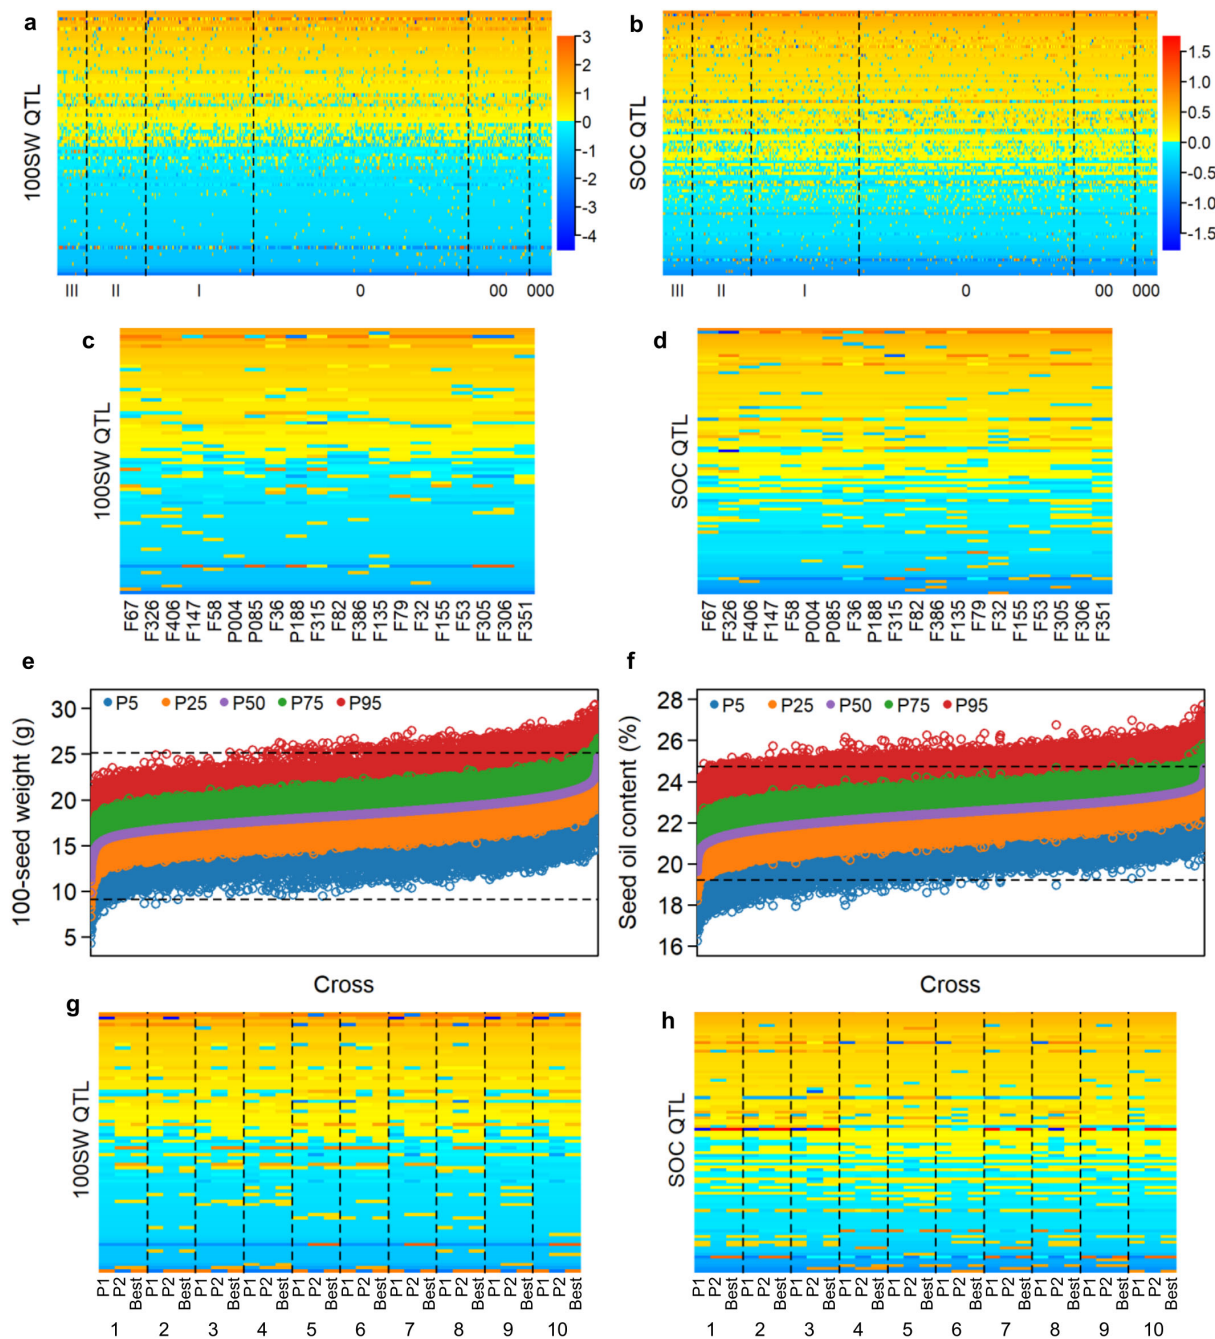 a
100SW QTL
3
2
1
0
-1
-2
-3
-4
III II I 0 00 000
b
SOC QTL
1.5
1.0
0.5
0.0
-0.5
-1.0
-1.5
III II I 0 00 000
c
100SW QTL
F67 F326 F406 F147 F58 P004 P085 F36 P188 F315 F82 F386 F135 F79 F32 F155 F53 F305 F306 F351
d
SOC QTL
F67 F326 F406 F147 F58 P004 P085 F36 P188 F315 F82 F386 F135 F79 F32 F155 F53 F305 F306 F351
e
P5 P25 P50 P75 P95
100-seed weight (g)
30
25
20
15
10
5
Cross
f
P5 P25 P50 P75 P95
Seed oil content (%)
28
26
24
22
20
18
16
Cross
g
100SW QTL
P1 P2 Best P1 P2 Best P1 P2 Best P1 P2 Best P1 P2 Best P1 P2 Best P1 P2 Best P1 P2 Best P1 P2 Best P1 P2 Best
1 2 3 4 5 6 7 8 9 10
h
SOC QTL
P1 P2 Best P1 P2 Best P1 P2 Best P1 P2 Best P1 P2 Best P1 P2 Best P1 P2 Best P1 P2 Best P1 P2 Best P1 P2 Best
1 2 3 4 5 6 7 8 9 10